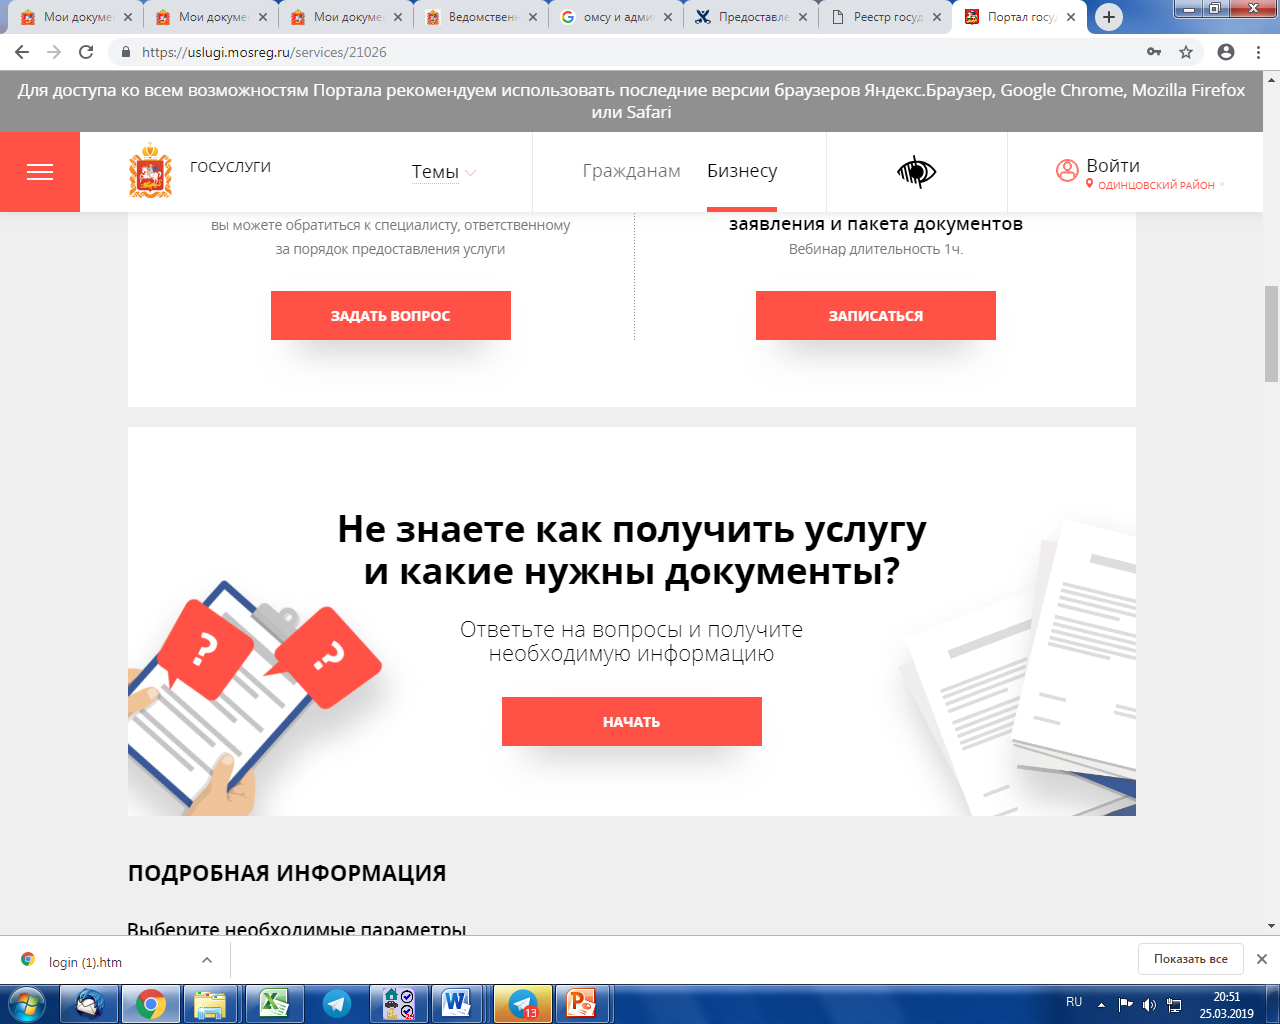 Мои докуме
Мои докуме
Мои докуме
Ведомствен
омсу и адми
Предоставле
Реестр госуд
Портал госу
https://uslugi.mosreg.ru/services/21026
Для доступа ко всем возможностям Портала рекомендуем использовать последние версии браузеров Яндекс.Браузер, Google Chrome, Mozilla Firefox
или Safari
ГОСУСЛУГИ
Темы
Гражданам
Бизнесу
Войти
ОДИНЦОВСКИЙ РАЙОН
вы можете обратиться к специалисту, ответственному
за порядок предоставления услуги
ЗАДАТЬ ВОПРОС
заявления и пакета документов
Вебинар длительность 1ч.
ЗАПИСАТЬСЯ
Не знаете как получить услугу
и какие нужны документы?
Ответьте на вопросы и получите
необходимую информацию
НАЧАТЬ
? ?
ПОДРОБНАЯ ИНФОРМАЦИЯ
Выберите необходимые параметры
login (1).htm
Показать все
13
RU
20:51
25.03.2019